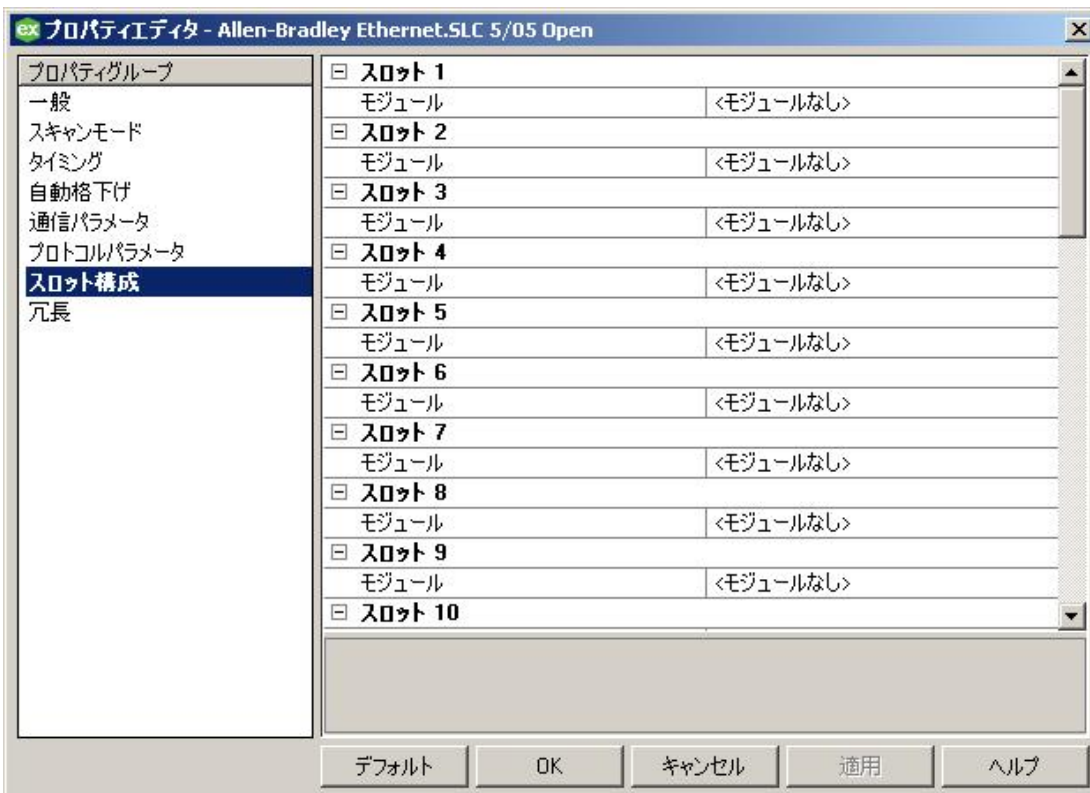 ex プロパティエディタ - Allen-Bradley Ethernet.SLC 5/05 Open
プロパティグループ
一般
スキャンモード
タイミング
自動格下げ
通信パラメータ
プロトコルパラメータ
スロット構成
冗長
スロット 1
モジュール <モジュールなし>
スロット 2
モジュール <モジュールなし>
スロット 3
モジュール <モジュールなし>
スロット 4
モジュール <モジュールなし>
スロット 5
モジュール <モジュールなし>
スロット 6
モジュール <モジュールなし>
スロット 7
モジュール <モジュールなし>
スロット 8
モジュール <モジュールなし>
スロット 9
モジュール <モジュールなし>
スロット 10
デフォルト OK キャンセル 適用 ヘルプ